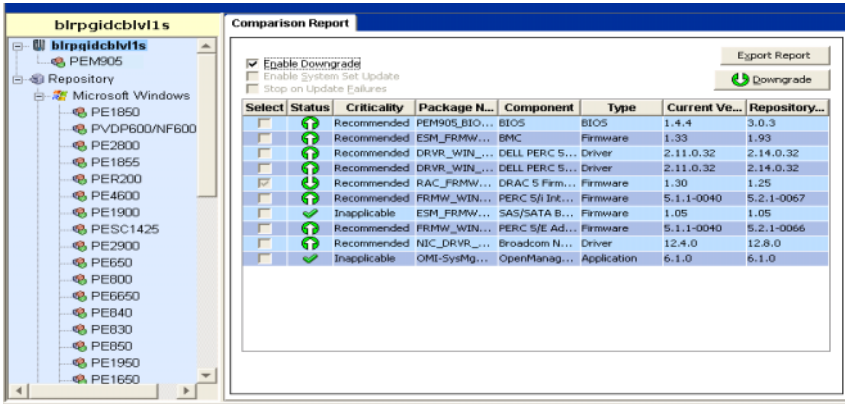 blrpgidcblvl1s
blrpgidcblvl1s
PEM905
Repository
Microsoft Windows
PE1850
PVDP600/NF600
PE2800
PE1855
PER200
PE4600
PE1900
PESC1425
PE2900
PE650
PE800
PE6650
PE840
PE830
PE850
PE1950
PE1650
Comparison Report
Enable Downgrade
Enable System Set Update
Stop on Update Failures
Export Report
Downgrade
Select Status Criticality Package N... Component Type Current Ve... Repository...
Recommended PEM905_BIO... BIOS BIOS 1.4.4 3.0.3
Recommended ESM_FRMW... BMC Firmware 1.33 1.93
Recommended DRVR_WIN_... DELL PERC 5... Driver 2.11.0.32 2.14.0.32
Recommended DRVR_WIN_... DELL PERC 5... Driver 2.11.0.32 2.14.0.32
Recommended RAC_FRMW... DRAC 5 Firm... Firmware 1.30 1.25
Recommended FRMW_WIN... PERC 5/i Int... Firmware 5.1.1-0040 5.2.1-0067
Inapplicable ESM_FRMW... SAS/SATA B... Firmware 1.05 1.05
Recommended FRMW_WIN... PERC 5/E Ad... Firmware 5.1.1-0040 5.2.1-0066
Recommended NIC_DRVR_... Broadcom N... Driver 12.4.0 12.8.0
Inapplicable OMI-SysMg... OpenManag... Application 6.1.0 6.1.0